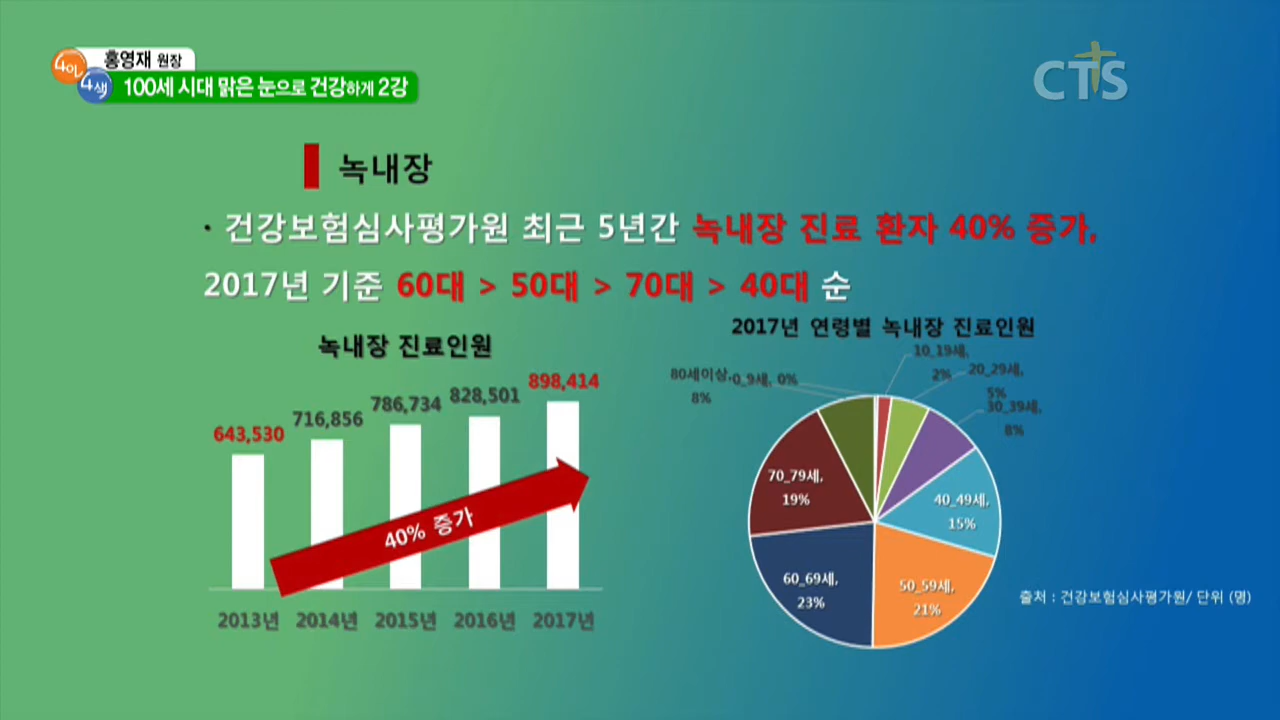 4인
4색
홍영재 원장
100세 시대 맑은 눈으로 건강하게 2강
CTS
녹내장
· 건강보험심사평가원 최근 5년간 녹내장 진료 환자 40% 증가,
2017년 기준 60대 > 50대 > 70대 > 40대 순
녹내장 진료인원
643,530
716,856
786,734
828,501
898,414
40% 증가
2013년
2014년
2015년
2016년
2017년
2017년 연령별 녹내장 진료인원
0_9세, 0%
10_19세,
2%
20_29세,
5%
30_39세,
8%
40_49세,
15%
50_59세,
21%
60_69세,
23%
70_79세,
19%
80세이상,
8%
출처 : 건강보험심사평가원/ 단위 (명)